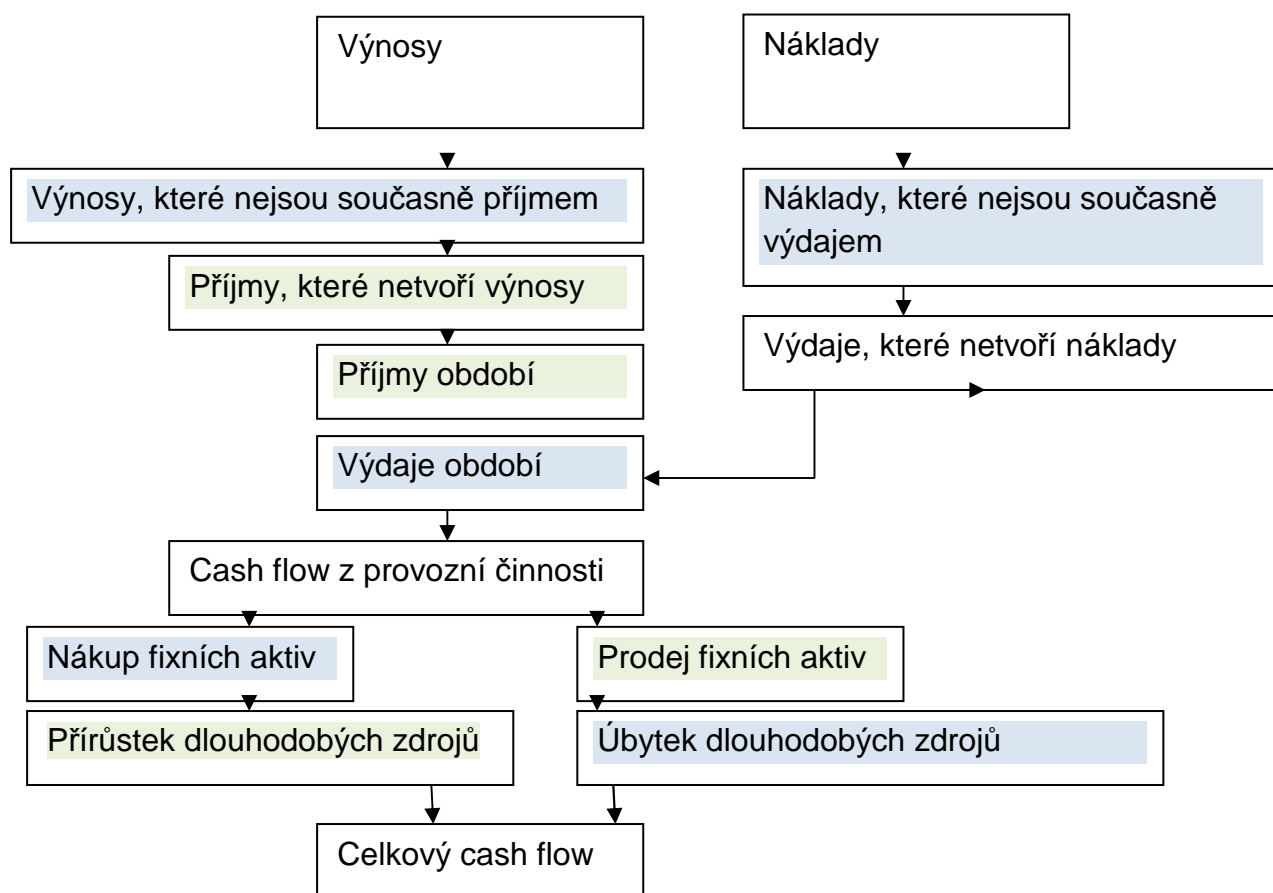 Výnosy
Náklady
Výnosy, které nejsou současně příjmem
Náklady, které nejsou současně
výdajem
Příjmy, které netvoří výnosy
Výdaje, které netvoří náklady
Příjmy období
Výdaje období
Cash flow z provozní činnosti
Nákup fixních aktiv
Prodej fixních aktiv
Přírůstek dlouhodobých zdrojů
Úbytek dlouhodobých zdrojů
Celkový cash flow